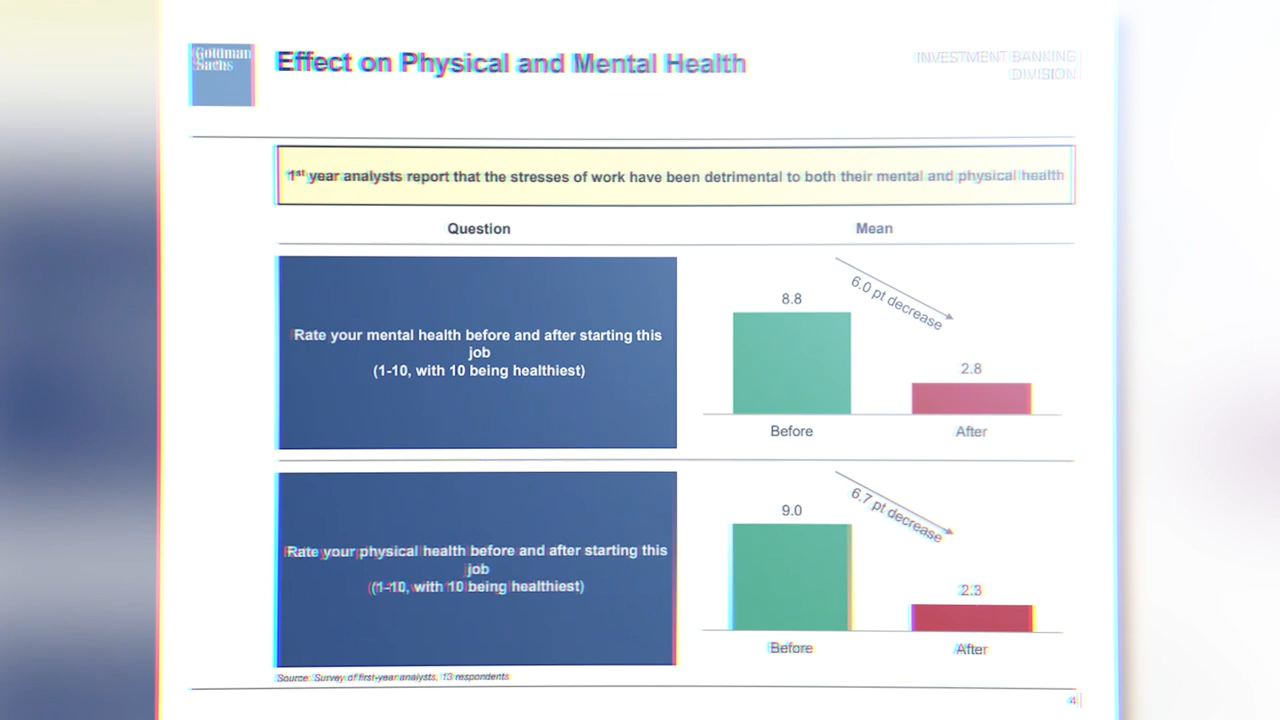 Goldman
Sachs
Effect on Physical and Mental Health
INVESTMENT BANKING
DIVISION
1st year analysts report that the stresses of work have been detrimental to both their mental and physical health
Question
Mean
Rate your mental health before and after starting this
job
(1-10, with 10 being healthiest)
8.8
6.0 pt decrease
2.8
Before
After
Rate your physical health before and after starting this
job
(1-10, with 10 being healthiest)
9.0
6.7 pt decrease
2.3
Before
After
Source: Survey of first-year analysts, 13 respondents
4